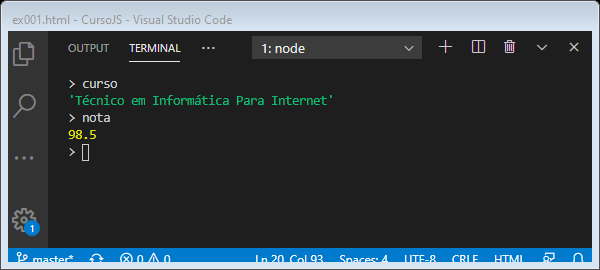 ex001.html - CursoJS - Visual Studio Code
OUTPUT TERMINAL ··· 1: node
> curso
'Técnico em Informática Para Internet'
> nota
98.5
>
1
master* 0 0 Ln 20, Col 93 Spaces: 4 UTF-8 CRLF HTML